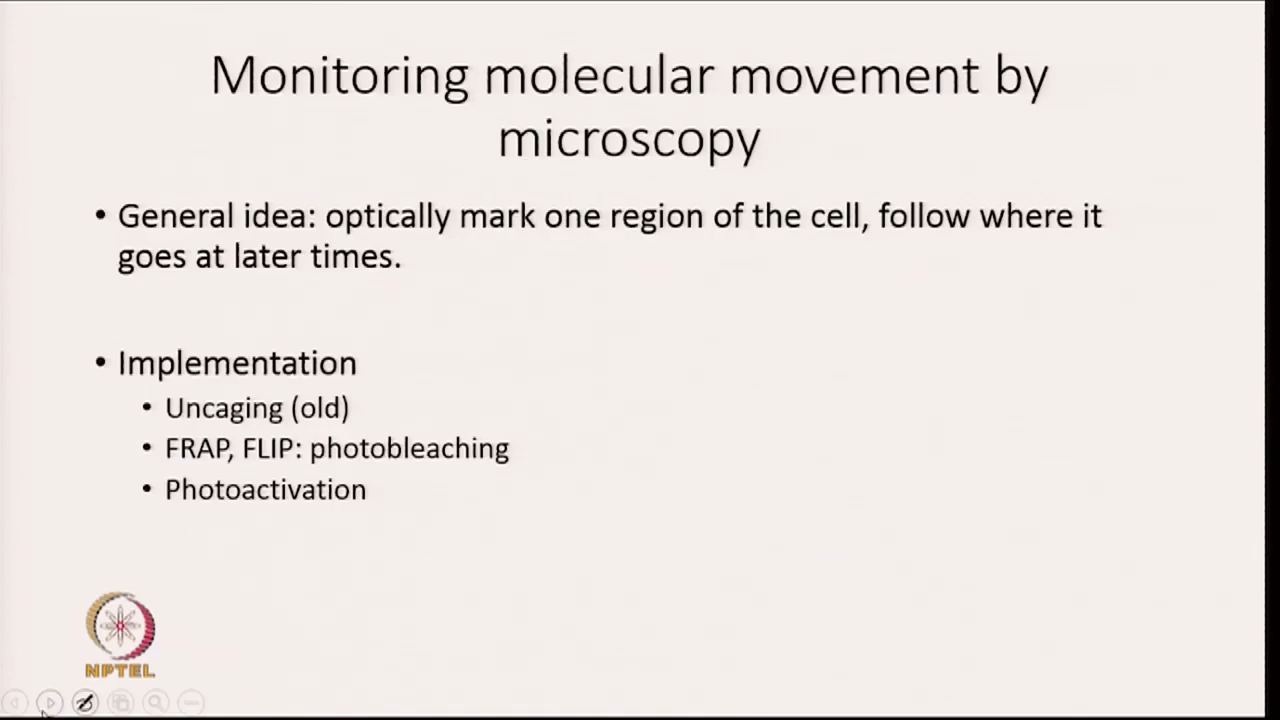 Monitoring molecular movement by
microscopy
• General idea: optically mark one region of the cell, follow where it
goes at later times.
• Implementation
• Uncaging (old)
• FRAP, FLIP: photobleaching
• Photoactivation
NPTEL